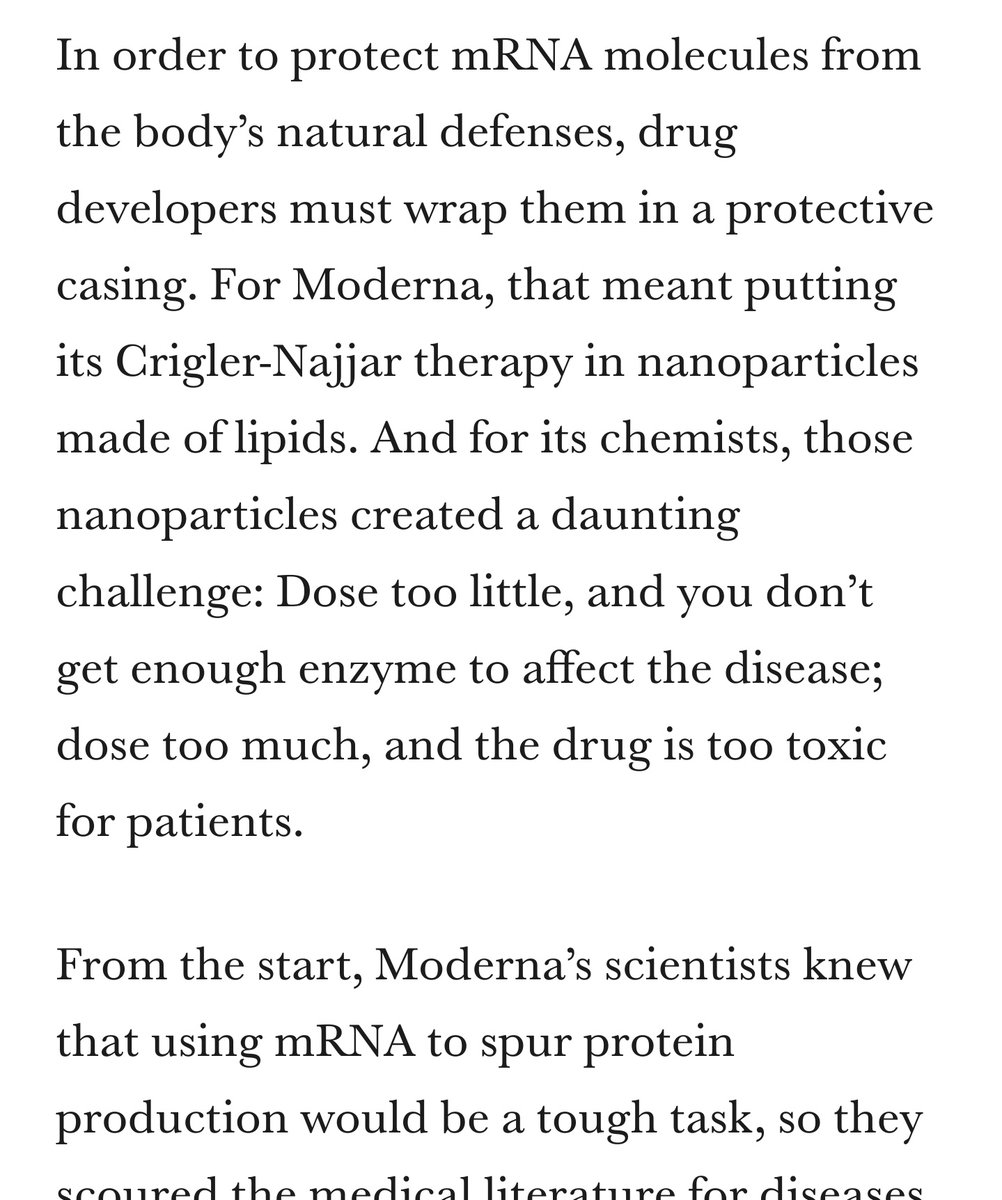 In order to protect mRNA molecules from
the body’s natural defenses, drug
developers must wrap them in a protective
casing. For Moderna, that meant putting
its Crigler-Najjar therapy in nanoparticles
made of lipids. And for its chemists, those
nanoparticles created a daunting
challenge: Dose too little, and you don’t
get enough enzyme to affect the disease;
dose too much, and the drug is too toxic
for patients.
From the start, Moderna’s scientists knew
that using mRNA to spur protein
production would be a tough task, so they
scoured the medical literature for diseases